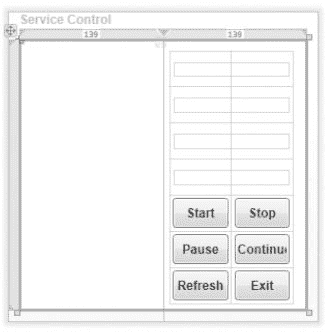 Service Control
139 139
Start Stop
Pause Continu
Refresh Exit